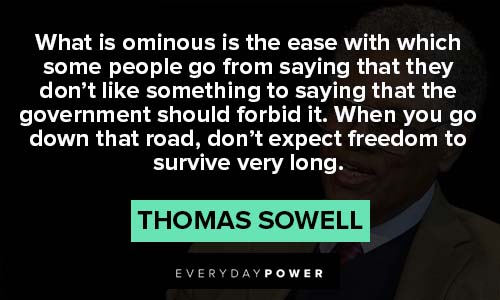 What is ominous is the ease with which
some people go from saying that they
don’t like something to saying that the
government should forbid it. When you go
down that road, don’t expect freedom to
survive very long.
THOMAS SOWELL
EVERYDAYPOWER